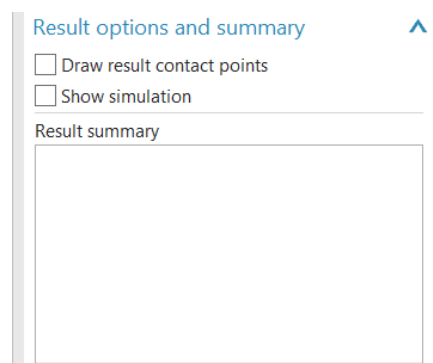 Result options and summary
Draw result contact points
Show simulation
Result summary